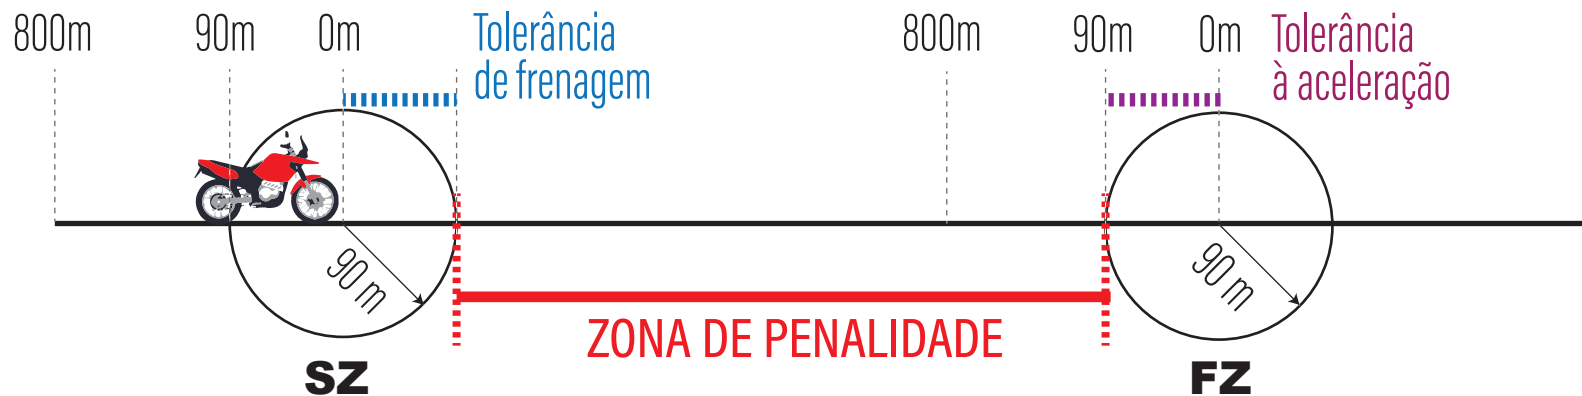 800m
90m
0m
Tolerância
de frenagem
800m
90m
0m
Tolerância
à aceleração
90 m
90 m
ZONA DE PENALIDADE
SZ
FZ